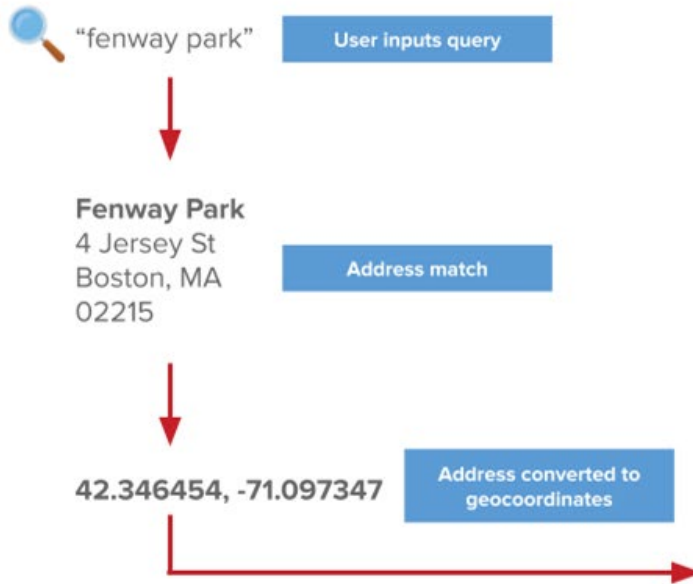 “fenway park”
User inputs query
Fenway Park
4 Jersey St
Boston, MA
02215
Address match
42.346454, -71.097347
Address converted to
geocoordinates